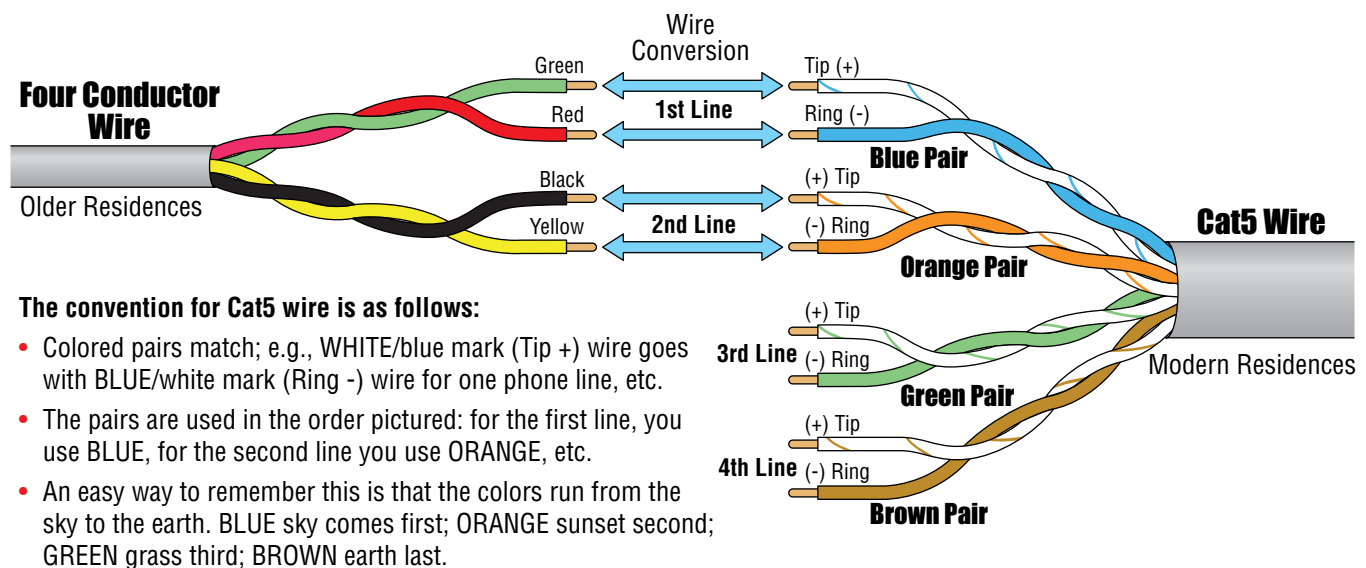 Wire
Conversion
Four Conductor
Wire
Older Residences
Green
Red
Black
Yellow
1st Line
2nd Line
Tip (+)
Ring (-)
Blue Pair
(+) Tip
(-) Ring
Orange Pair
Cat5 Wire
Modern Residences
(+) Tip
3rd Line
(-) Ring
Green Pair
(+) Tip
4th Line
(-) Ring
Brown Pair
The convention for Cat5 wire is as follows:
• Colored pairs match; e.g., WHITE/blue mark (Tip +) wire goes
with BLUE/white mark (Ring -) wire for one phone line, etc.
• The pairs are used in the order pictured: for the first line, you
use BLUE, for the second line you use ORANGE, etc.
• An easy way to remember this is that the colors run from the
sky to the earth. BLUE sky comes first; ORANGE sunset second;
GREEN grass third; BROWN earth last.